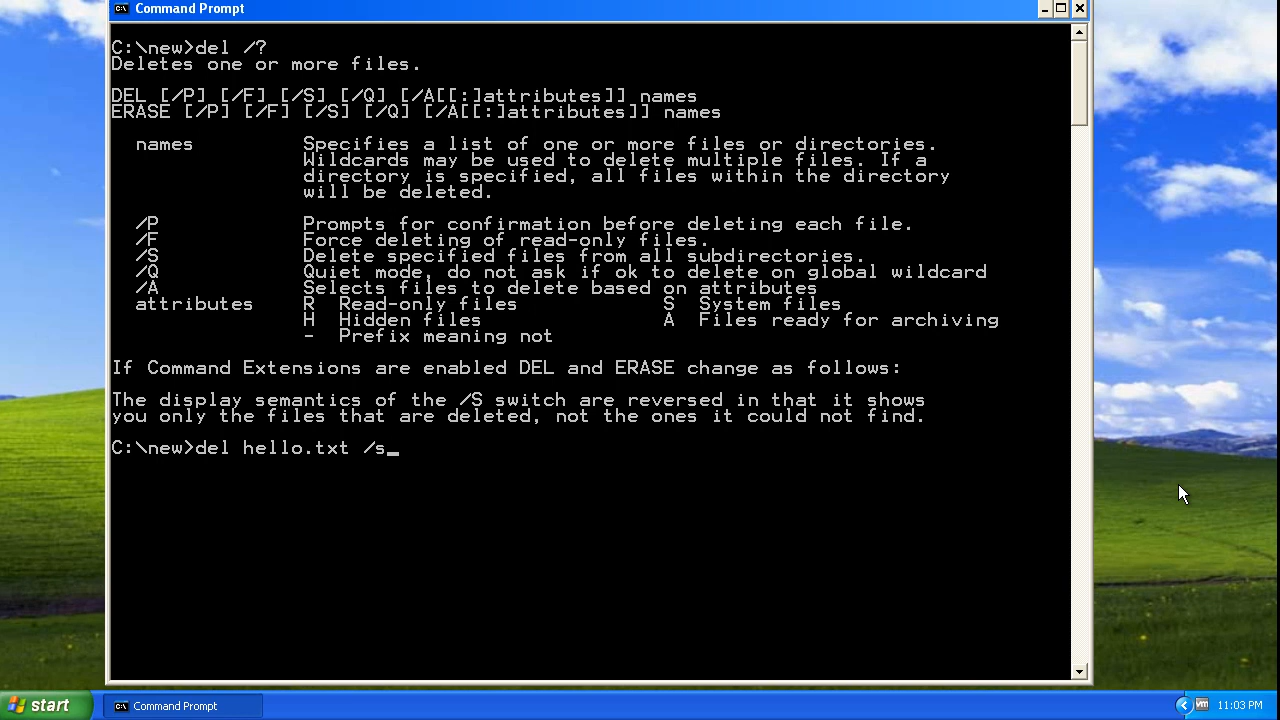 Command Prompt
C:\new>del /?
Deletes one or more files.
DEL [/P] [/F] [/S] [/Q] [/A[[:]attributes]] names
ERASE [/P] [/F] [/S] [/Q] [/A[[:]attributes]] names
names Specifies a list of one or more files or directories.
Wildcards may be used to delete multiple files. If a
directory is specified, all files within the directory
will be deleted.
/P Prompts for confirmation before deleting each file.
/F Force deleting of read-only files.
/S Delete specified files from all subdirectories.
/Q Quiet mode, do not ask if ok to delete on global wildcard
/A Selects files to delete based on attributes
attributes R Read-only files S System files
H Hidden files A Files ready for archiving
- Prefix meaning not
If Command Extensions are enabled DEL and ERASE change as follows:
The display semantics of the /S switch are reversed in that it shows
you only the files that are deleted, not the ones it could not find.
C:\new>del hello.txt /s_
start Command Prompt vm 11:03 PM